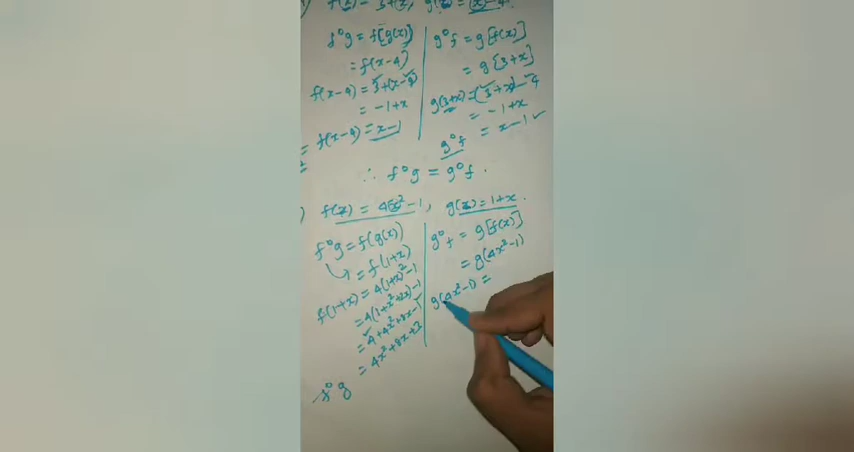 f(x) = 3+x, g(x) = (x)-4
f∘g = f[g(x)]
= f(x-4)
f(x-4) = 3+(x-4)
= -1+x
= f(x-4) = x-1
g∘f = g[f(x)]
= g[3+x]
g(3+x) = (3+x)-4
= -1+x
= x-1
g∘f
∴ f∘g = g∘f.
) f(x) = 4x²-1, g(x) = 1+x.
f∘g = f(g(x))
= f(1+x)
f(1+x) = 4(1+x)²-1
= 4(1+x²+2x)-1
= 4+4x²+8x-1
= 4x²+8x+3
f∘g
g∘f = g[f(x)]
= g(4x²-1)
g(4x²-1) =